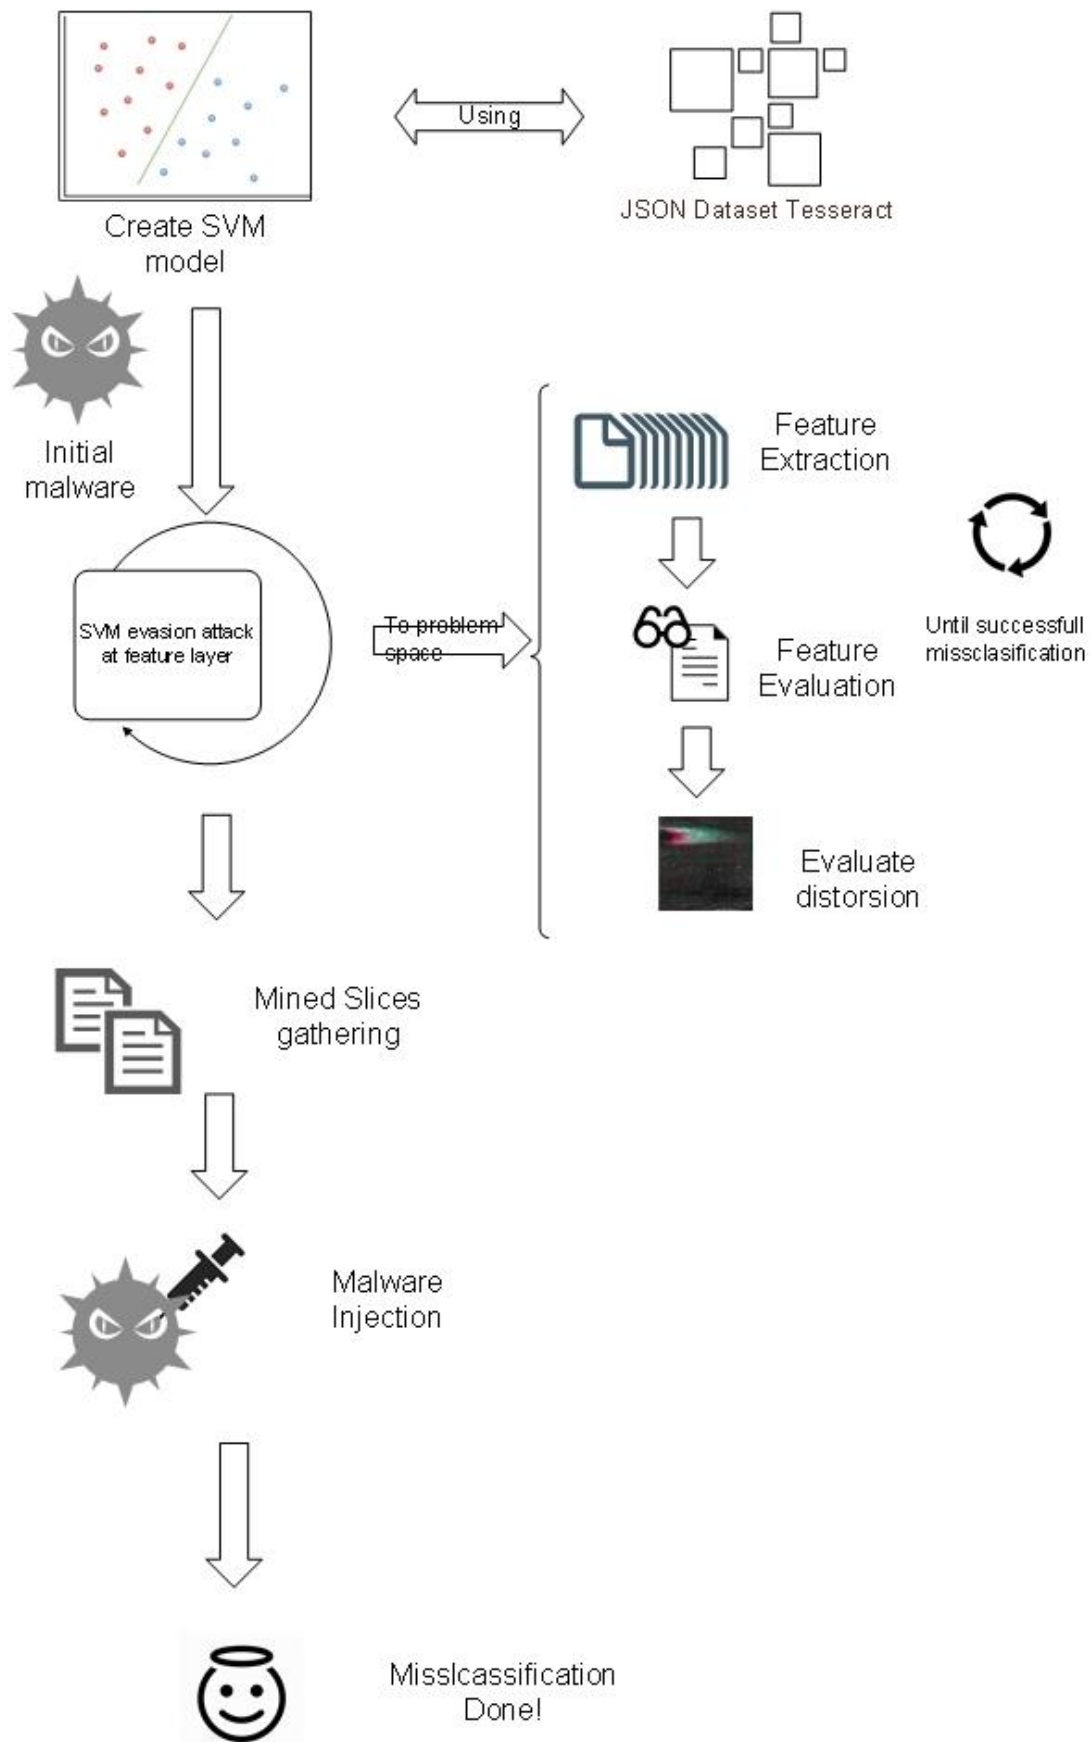 Using
JSON Dataset Tesseract
Create SVM
model
Initial
malware
SVM evasion attack
at feature layer
To problem
space
Feature
Extraction
Feature
Evaluation
Until successfull
missclasification
Evaluate
distorsion
Mined Slices
gathering
Malware
Injection
Misslcassification
Done!